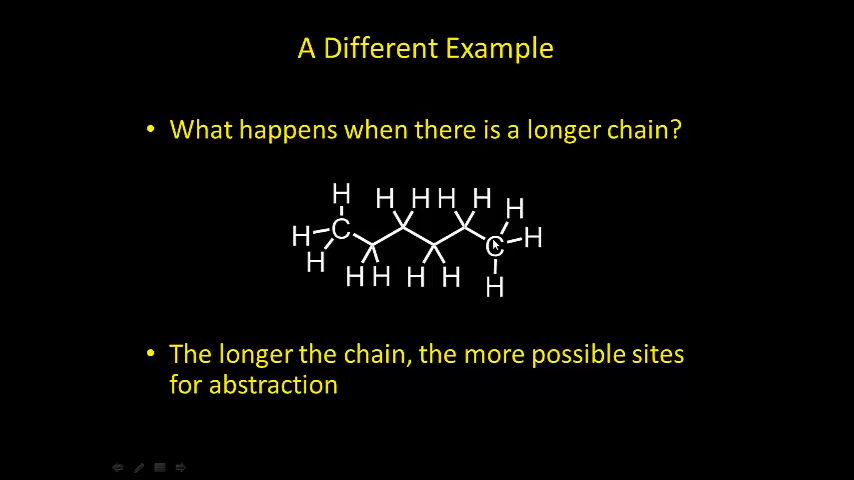 A Different Example
• What happens when there is a longer chain?
H H H H H H
H C C H
H H H H H H
• The longer the chain, the more possible sites
for abstraction